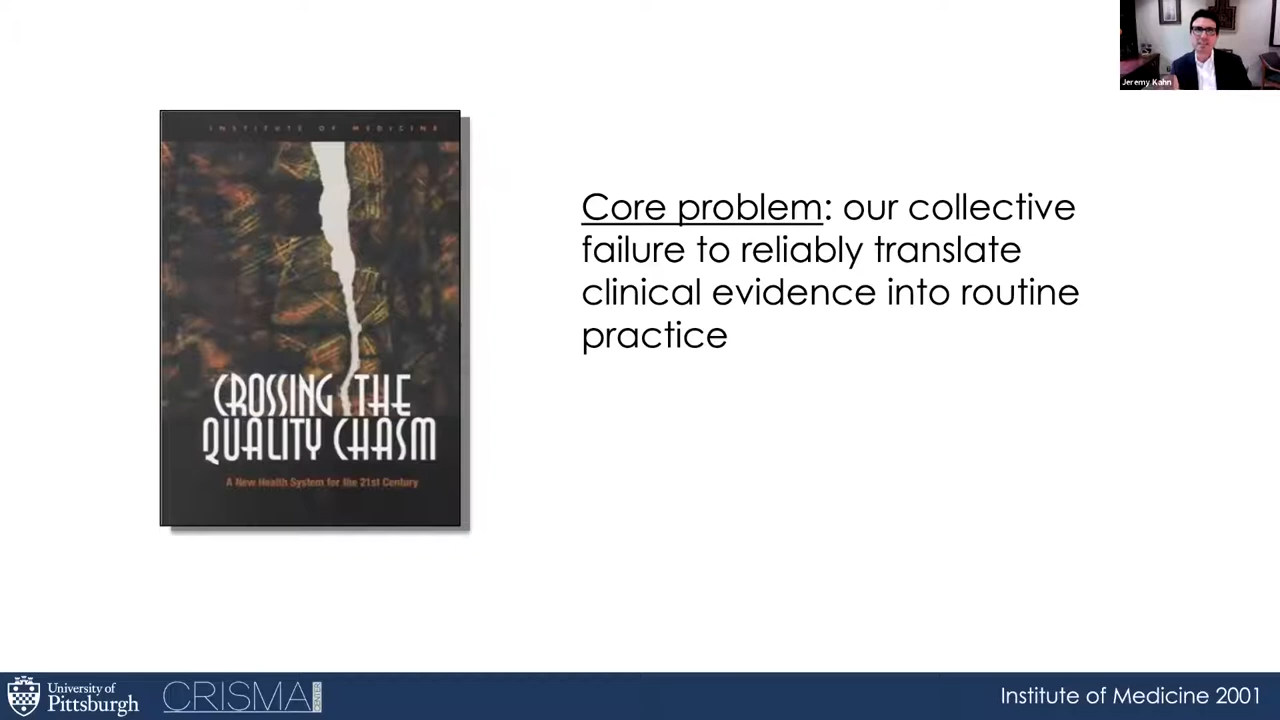 Jeremy Kahn
INSTITUTE OF MEDICINE
CROSSING THE
QUALITY CHASM
A New Health System for the 21st Century
Core problem: our collective
failure to reliably translate
clinical evidence into routine
practice
University of
Pittsburgh
CRISMA
CENTER
Institute of Medicine 2001